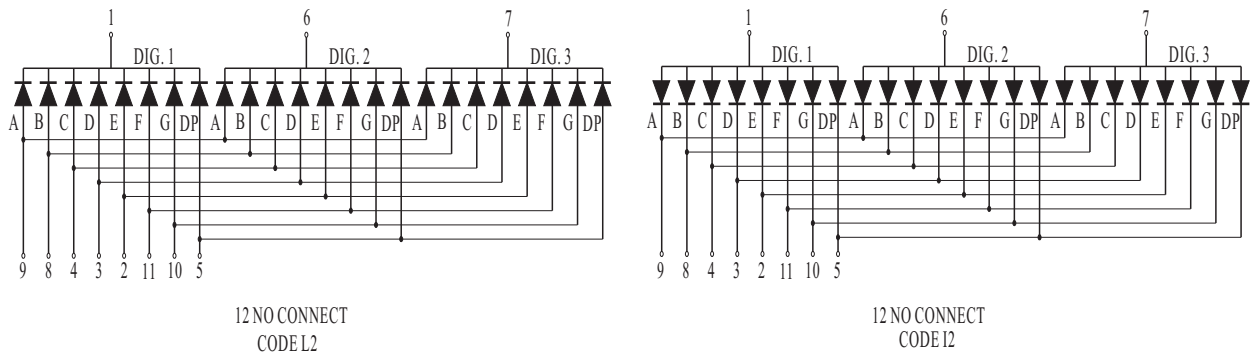 1 6 7
DIG. 1 DIG. 2 DIG. 3
A B C D E F G DP A B C D E F G DP A B C D E F G DP
9 8 4 3 2 11 10 5
12 NO CONNECT
CODE L2
1 6 7
DIG. 1 DIG. 2 DIG. 3
A B C D E F G DP A B C D E F G DP A B C D E F G DP
9 8 4 3 2 11 10 5
12 NO CONNECT
CODE I2